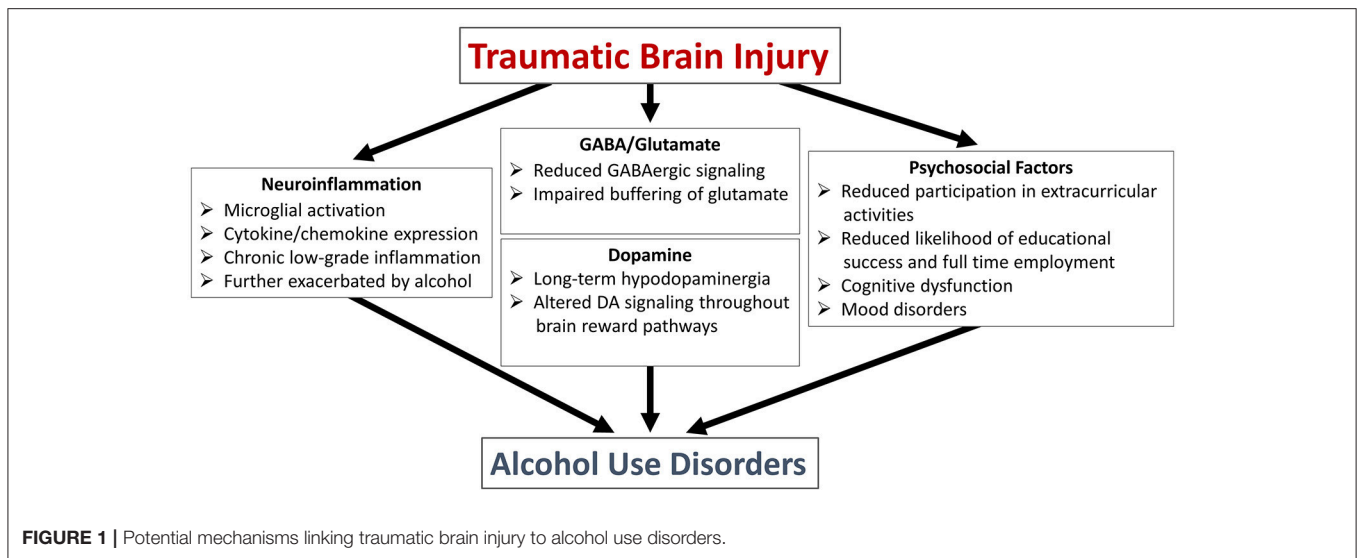 Traumatic Brain Injury
Neuroinflammation
➢ Microglial activation
➢ Cytokine/chemokine expression
➢ Chronic low-grade inflammation
➢ Further exacerbated by alcohol
GABA/Glutamate
➢ Reduced GABAergic signaling
➢ Impaired buffering of glutamate
Dopamine
➢ Long-term hypodopaminergia
➢ Altered DA signaling throughout
brain reward pathways
Psychosocial Factors
➢ Reduced participation in extracurricular
activities
➢ Reduced likelihood of educational
success and full time employment
➢ Cognitive dysfunction
➢ Mood disorders
Alcohol Use Disorders
FIGURE 1 | Potential mechanisms linking traumatic brain injury to alcohol use disorders.